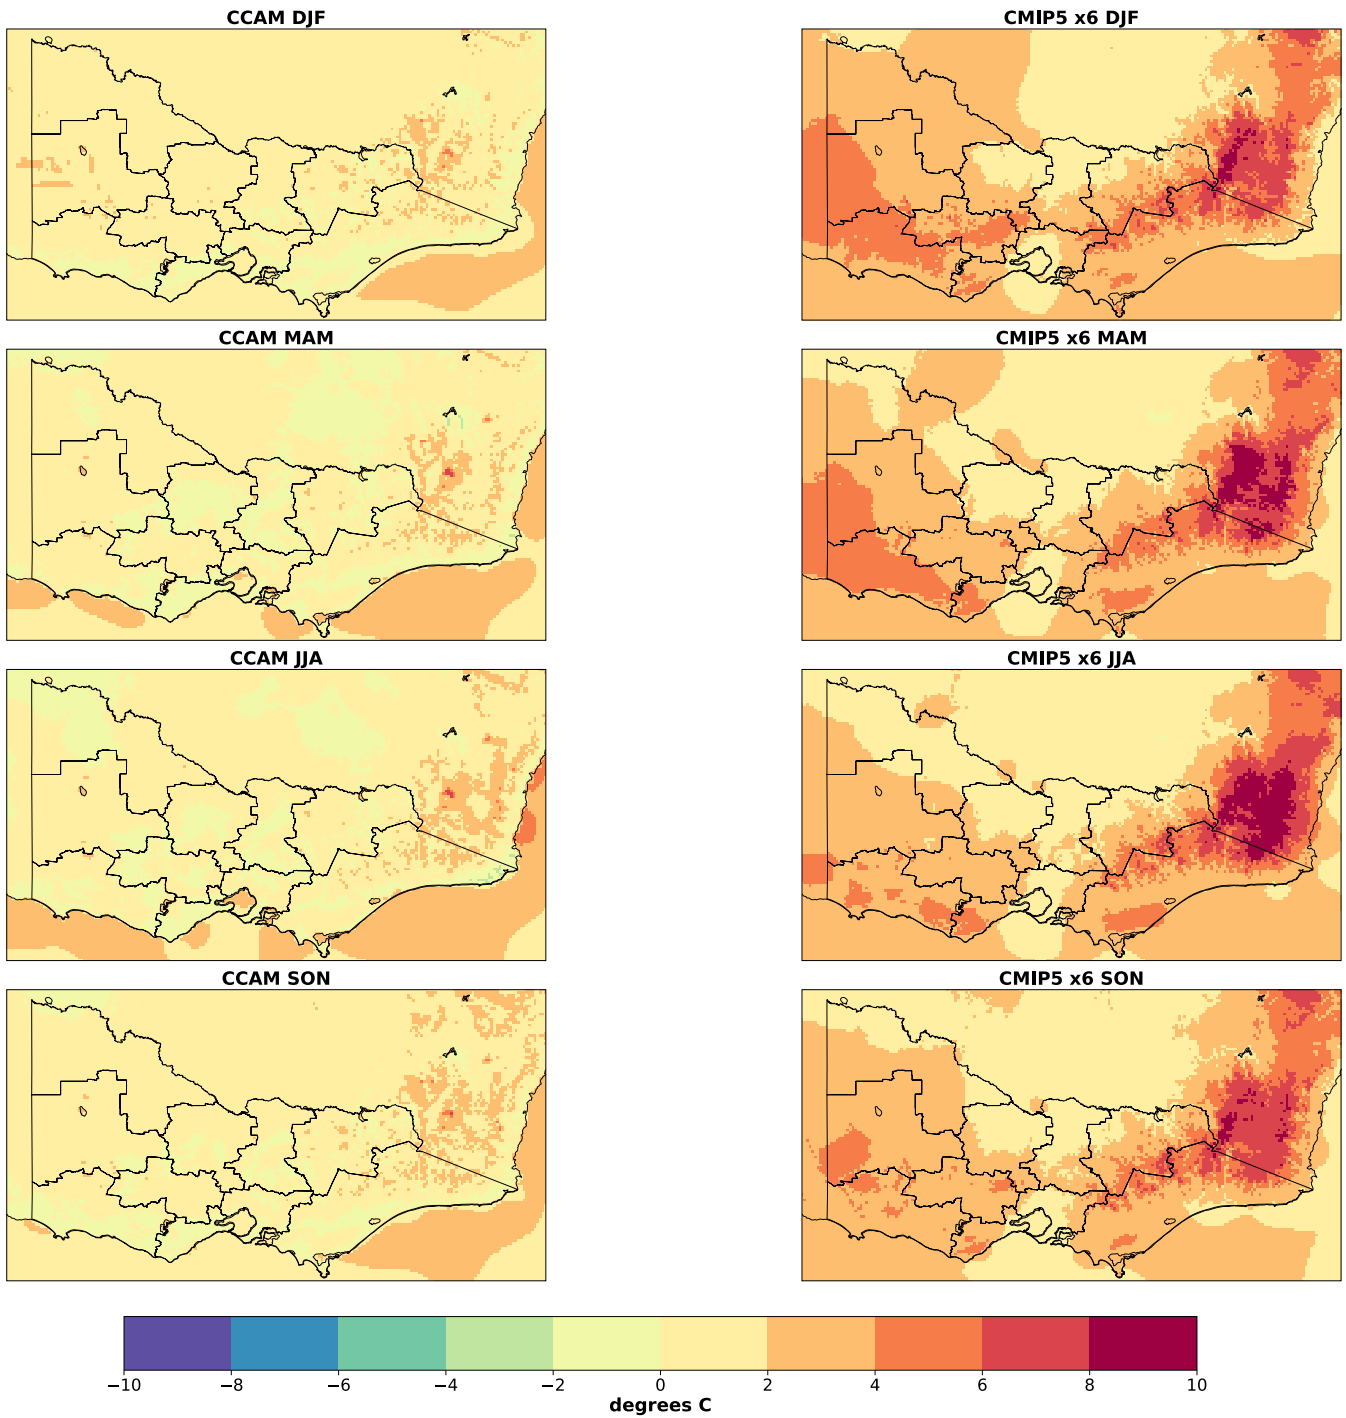 CCAM DJF
CMIP5 x6 DJF
CCAM MAM
CMIP5 x6 MAM
CCAM JJA
CMIP5 x6 JJA
CCAM SON
CMIP5 x6 SON
−10 −8 −6 −4 −2 0 2 4 6 8 10
degrees C